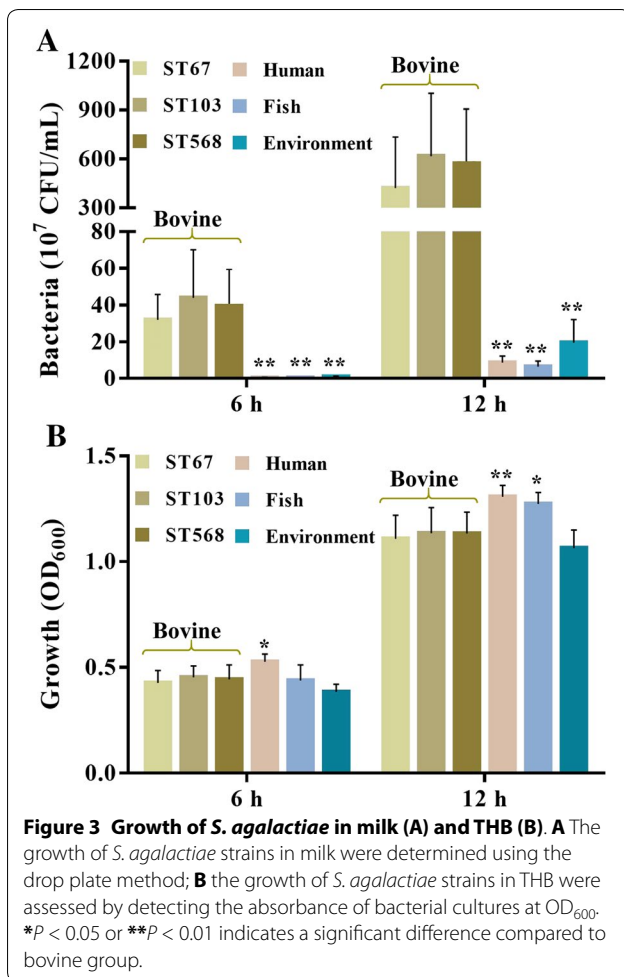 A
Bacteria (10⁷ CFU/mL)
1200
900
600
300
80
60
40
20
0
ST67
ST103
ST568
Human
Fish
Environment
Bovine
Bovine
** ** **
** ** **
6 h
12 h
B
Growth (OD₆₀₀)
1.5
1.0
0.5
0.0
ST67
ST103
ST568
Human
Fish
Environment
Bovine
Bovine
*
** *
6 h
12 h
Figure 3 Growth of S. agalactiae in milk (A) and THB (B). A The
growth of S. agalactiae strains in milk were determined using the
drop plate method; B the growth of S. agalactiae strains in THB were
assessed by detecting the absorbance of bacterial cultures at OD₆₀₀.
*P < 0.05 or **P < 0.01 indicates a significant difference compared to
bovine group.